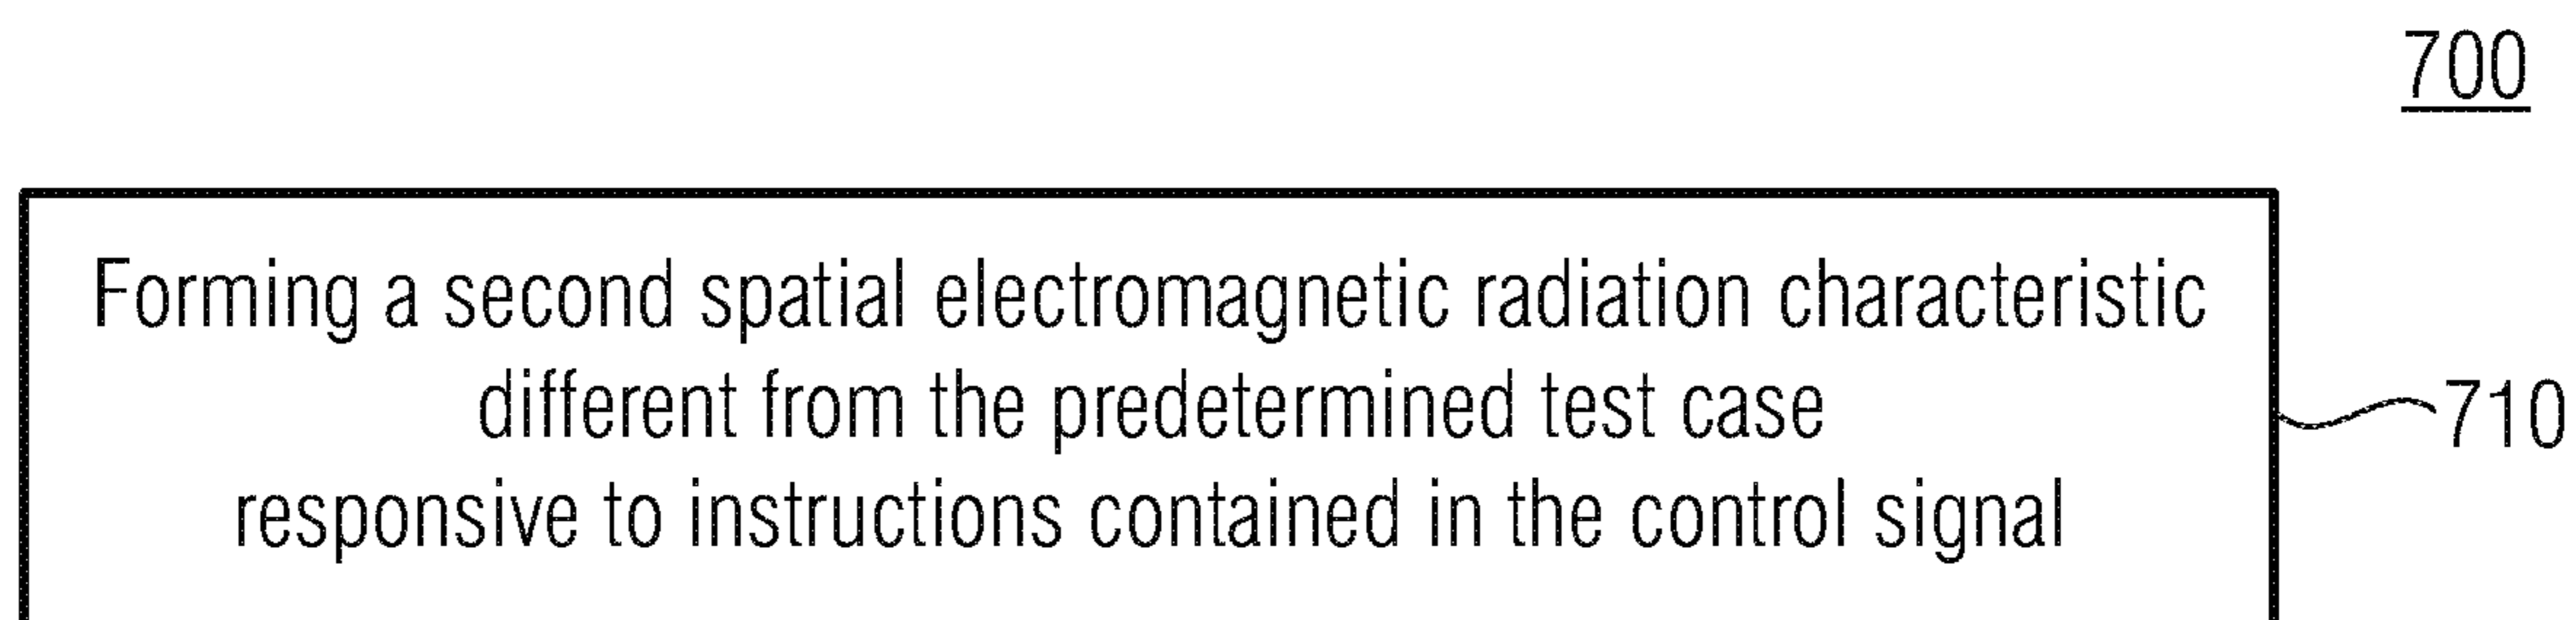 700
Forming a second spatial electromagnetic radiation characteristic
different from the predetermined test case
responsive to instructions contained in the control signal
710